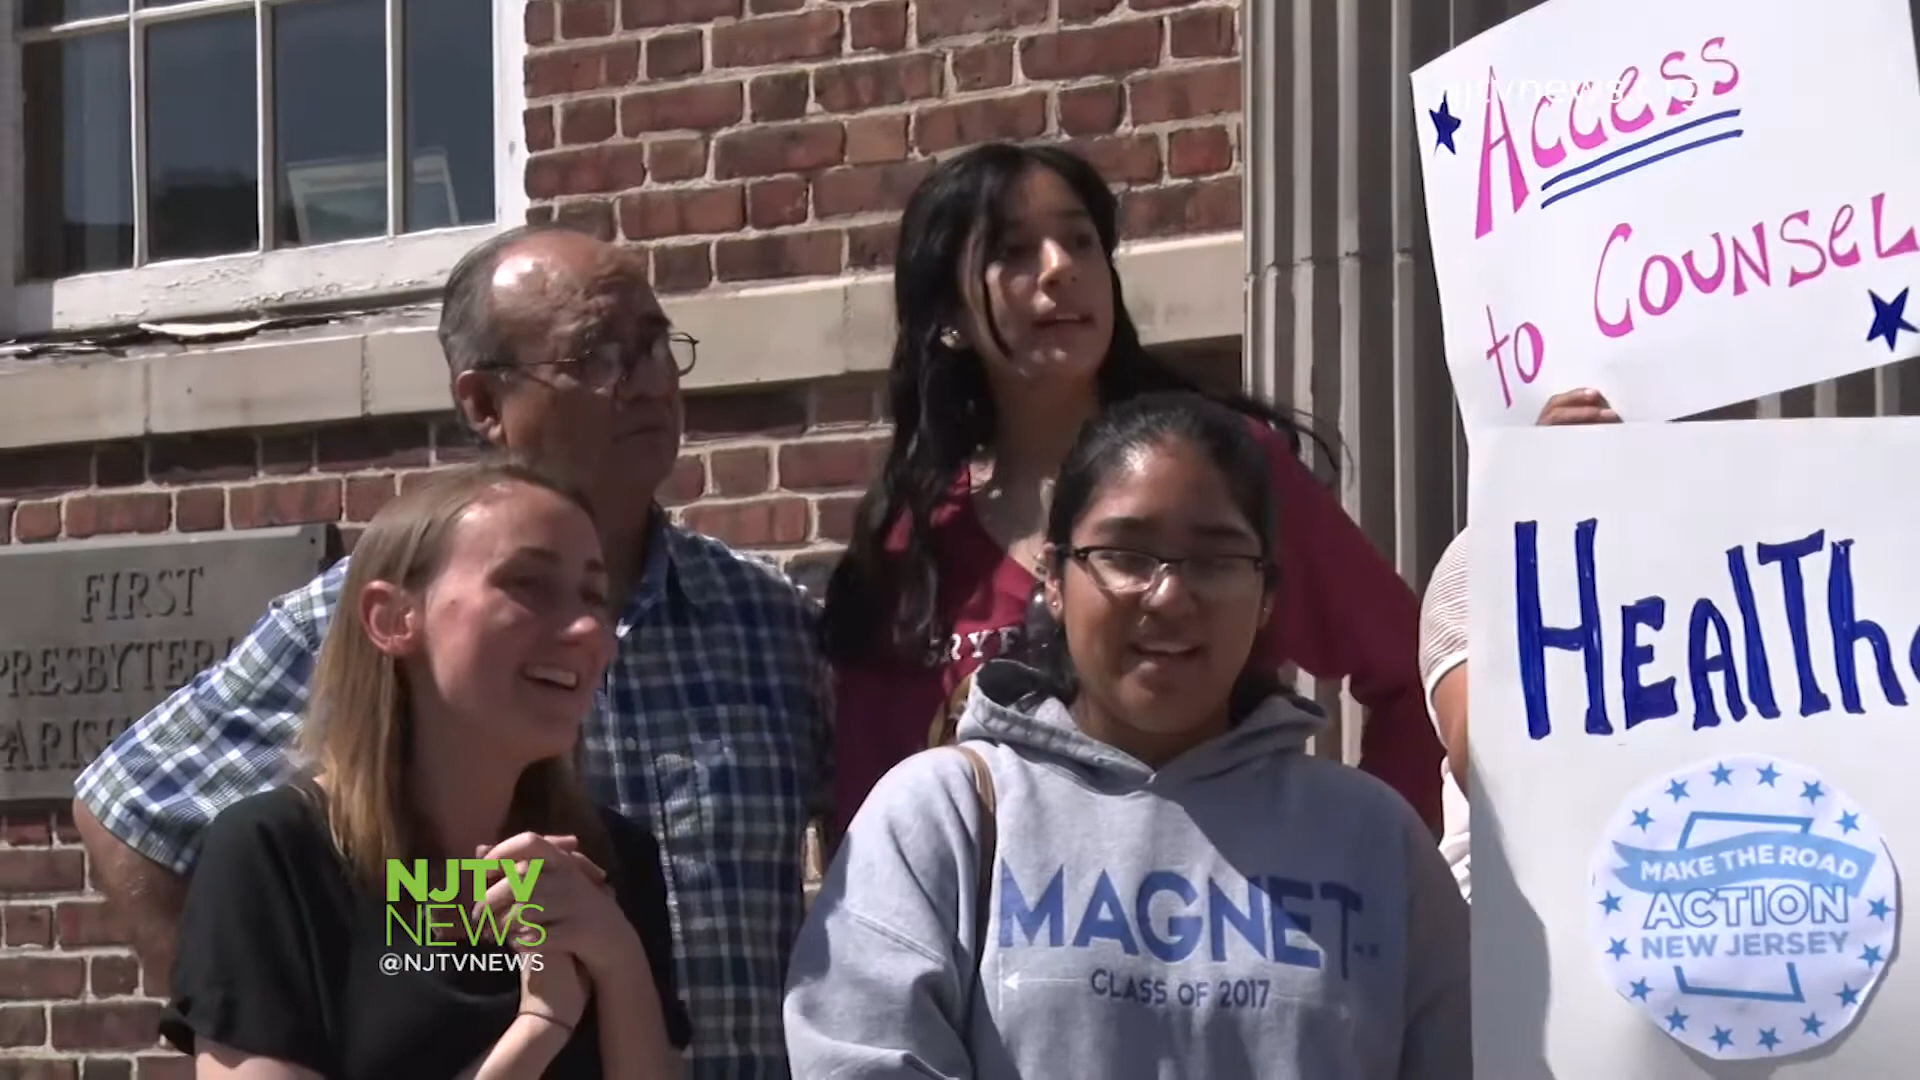 njtvnews
Access
to Counsel
FIRST
PRESBYTER
PARISH
Health
MAKE THE ROAD
ACTION
NEW JERSEY
MAGNET
CLASS OF 2017
NJTV
NEWS
@NJTVNEWS